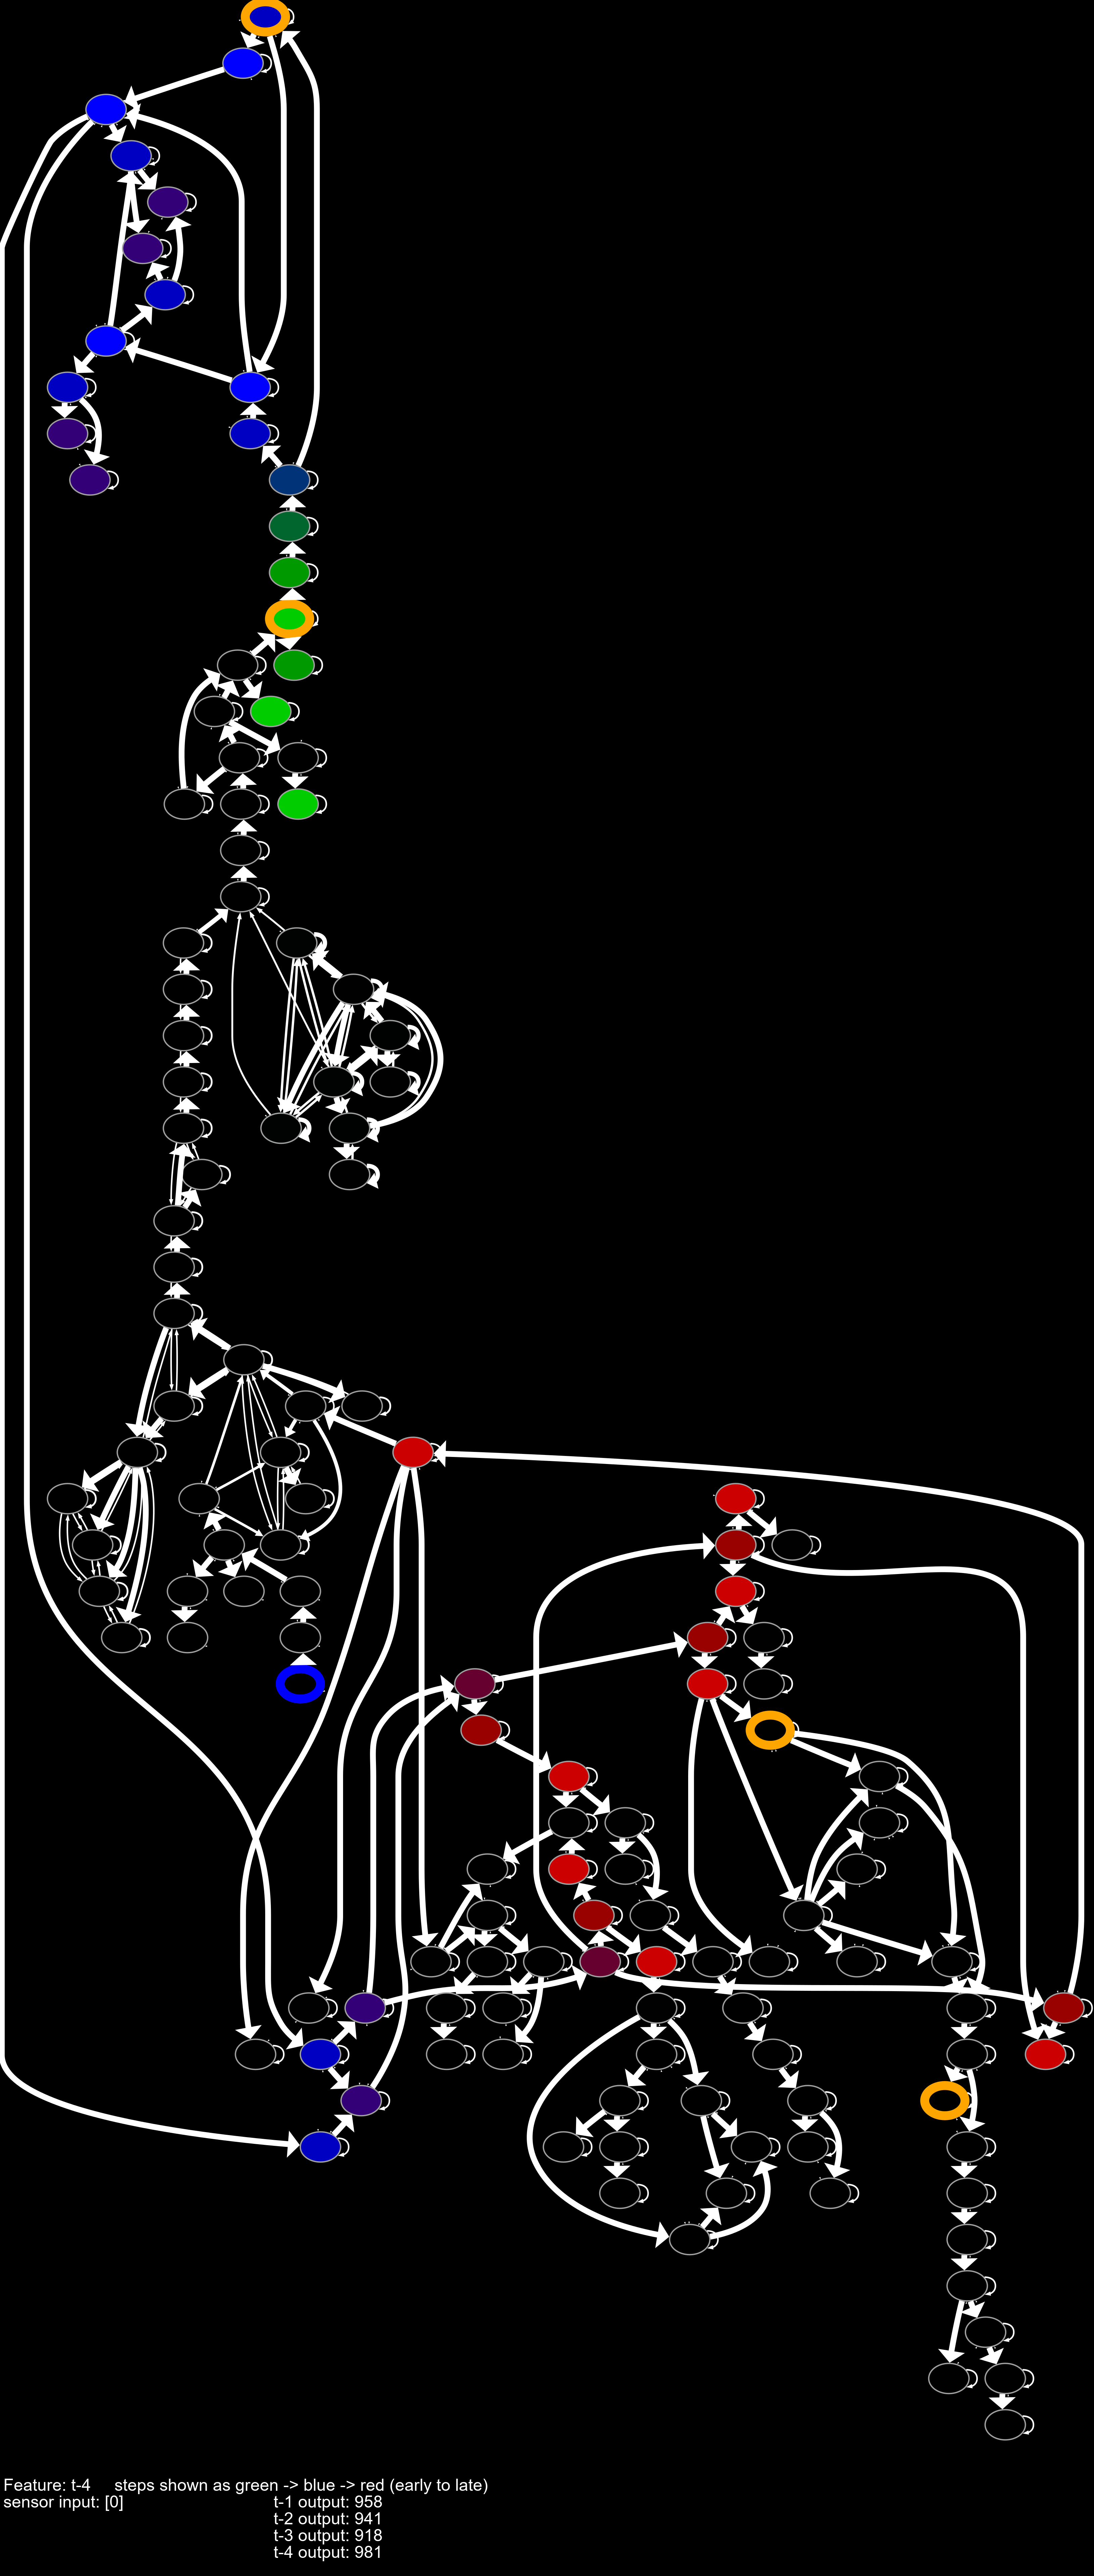 Feature: t-4 steps shown as green -> blue -> red (early to late)
sensor input: [0] t-1 output: 958
t-2 output: 941
t-3 output: 918
t-4 output: 981